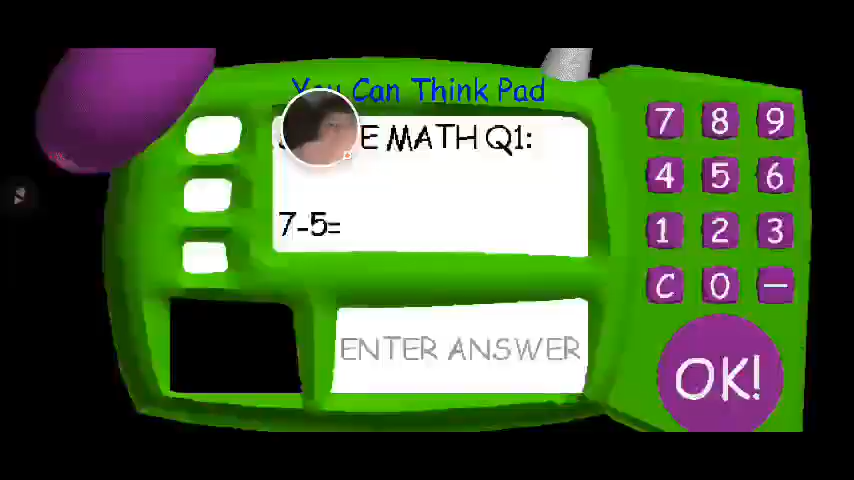 You Can Think Pad
E MATH Q1:
7-5=
ENTER ANSWER
7 8 9
4 5 6
1 2 3
C 0 —
OK!